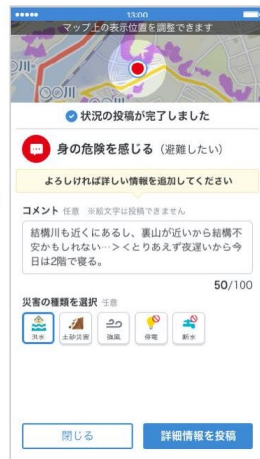 13:00
マップ上の表示位置を調整できます
〇〇川
〇〇川
状況の投稿が完了しました
身の危険を感じる（避難したい）
よろしければ詳しい情報を追加してください
コメント 任意 ※絵文字は投稿できません
結構川も近くにあるし、裏山が近いから結構不
安かもしれない…＞＜とりあえず夜遅いから今
日は2階で寝る。
50/100
災害の種類を選択 任意
洪水 土砂災害 強風 停電 断水
閉じる 詳細情報を投稿